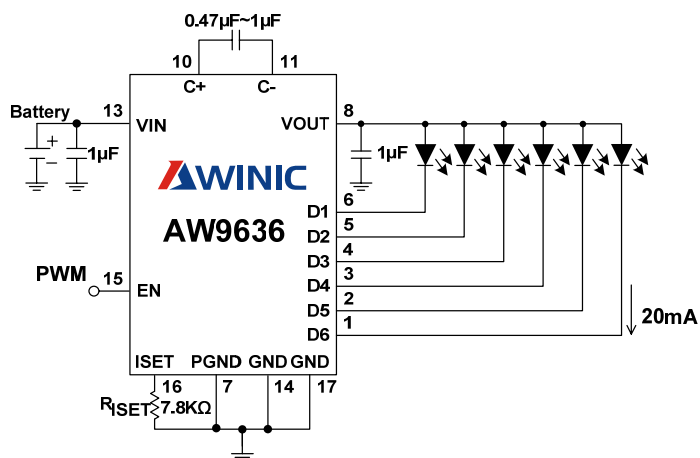 0.47µF~1µF
10
11
C+
C-
Battery
13
VIN
VOUT
8
+
−
1µF
1µF
AWINIC
AW9636
D1
6
D2
5
D3
4
D4
3
D5
2
D6
1
20mA
PWM
15
EN
ISET
PGND
GND
GND
16
7
14
17
RISET
7.8KΩ